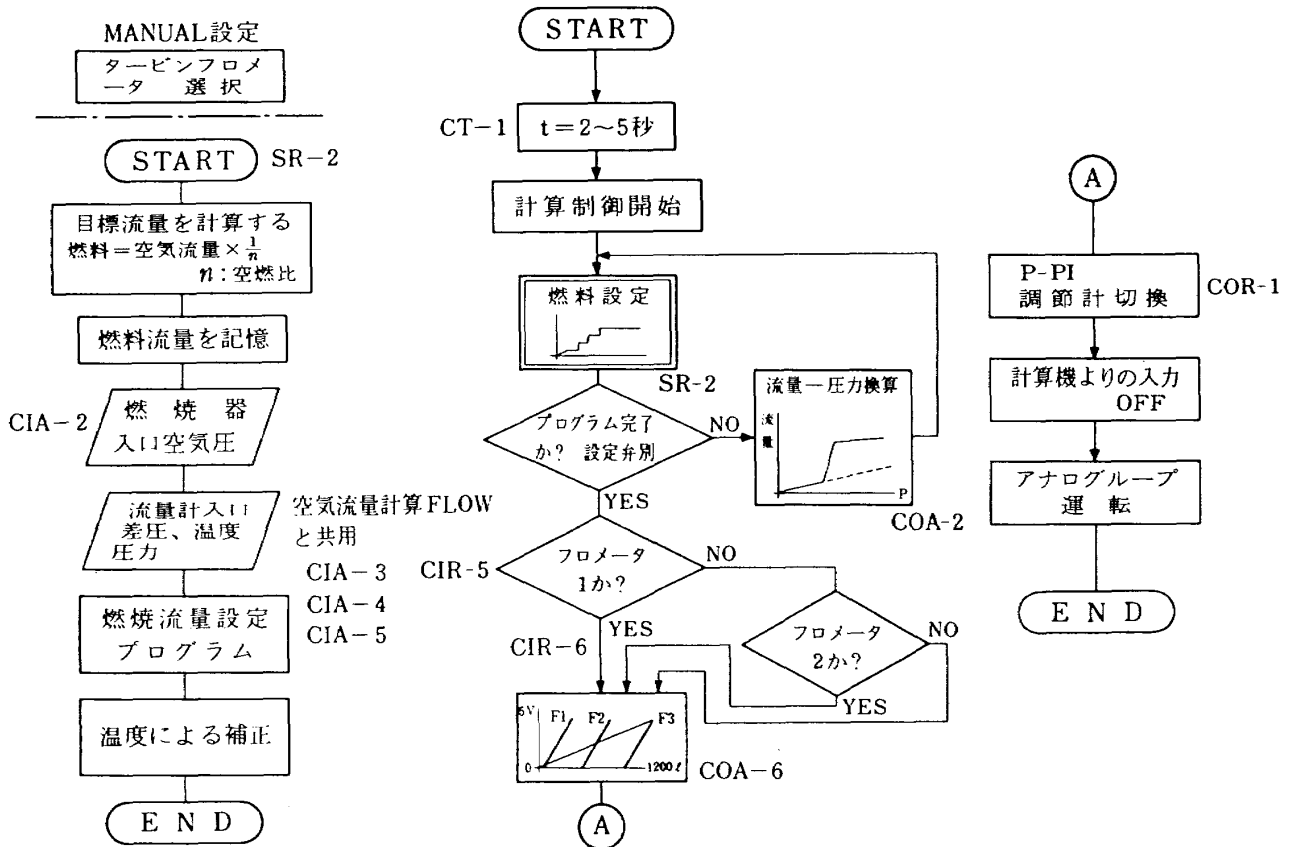 MANUAL設定
タービンフロメ
ータ 選択
START
SR-2
目標流量を計算する
燃料=空気流量×1/n
n:空燃比
燃料流量を記憶
CIA-2
燃焼器
入口空気圧
流量計入口
差圧、温度
圧力
空気流量計算FLOW
と共用
CIA-3
CIA-4
CIA-5
燃焼流量設定
プログラム
温度による補正
END
START
CT-1
t=2~5秒
計算制御開始
燃料設定
SR-2
プログラム完了
か? 設定弁別
NO
流量―圧力換算
流量
P
COA-2
YES
CIR-5
フロメータ
1か?
NO
YES
CIR-6
フロメータ
2か?
NO
YES
5V
F1
F2
F3
0
1200ℓ
COA-6
A
A
P-PI
調節計切換
COR-1
計算機よりの入力
OFF
アナログループ
運転
END